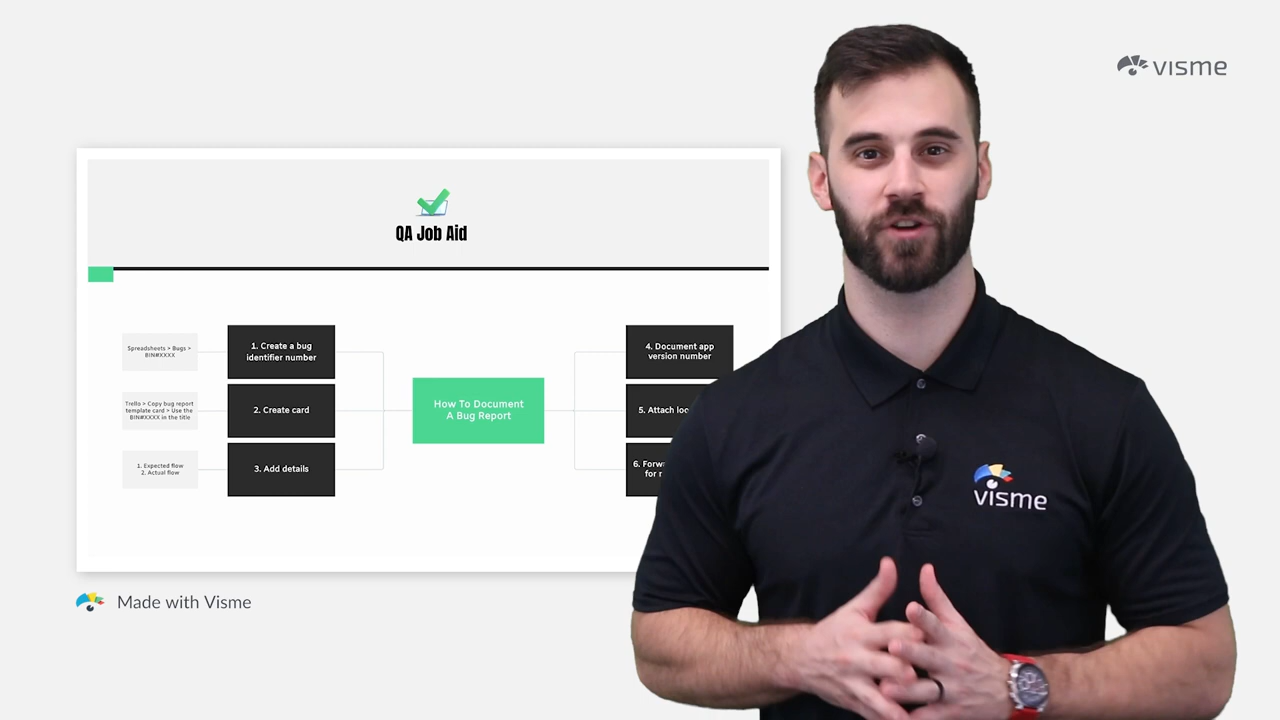 visme
QA Job Aid
Spreadsheets > Bugs >
BIN#XXXX
1. Create a bug
identifier number
Trello > Copy bug report
template card > Use the
BIN#XXXX in the title
2. Create card
1. Expected flow
2. Actual flow
3. Add details
How To Document
A Bug Report
4. Document app
version number
5. Attach
6.
for
visme
Made with Visme